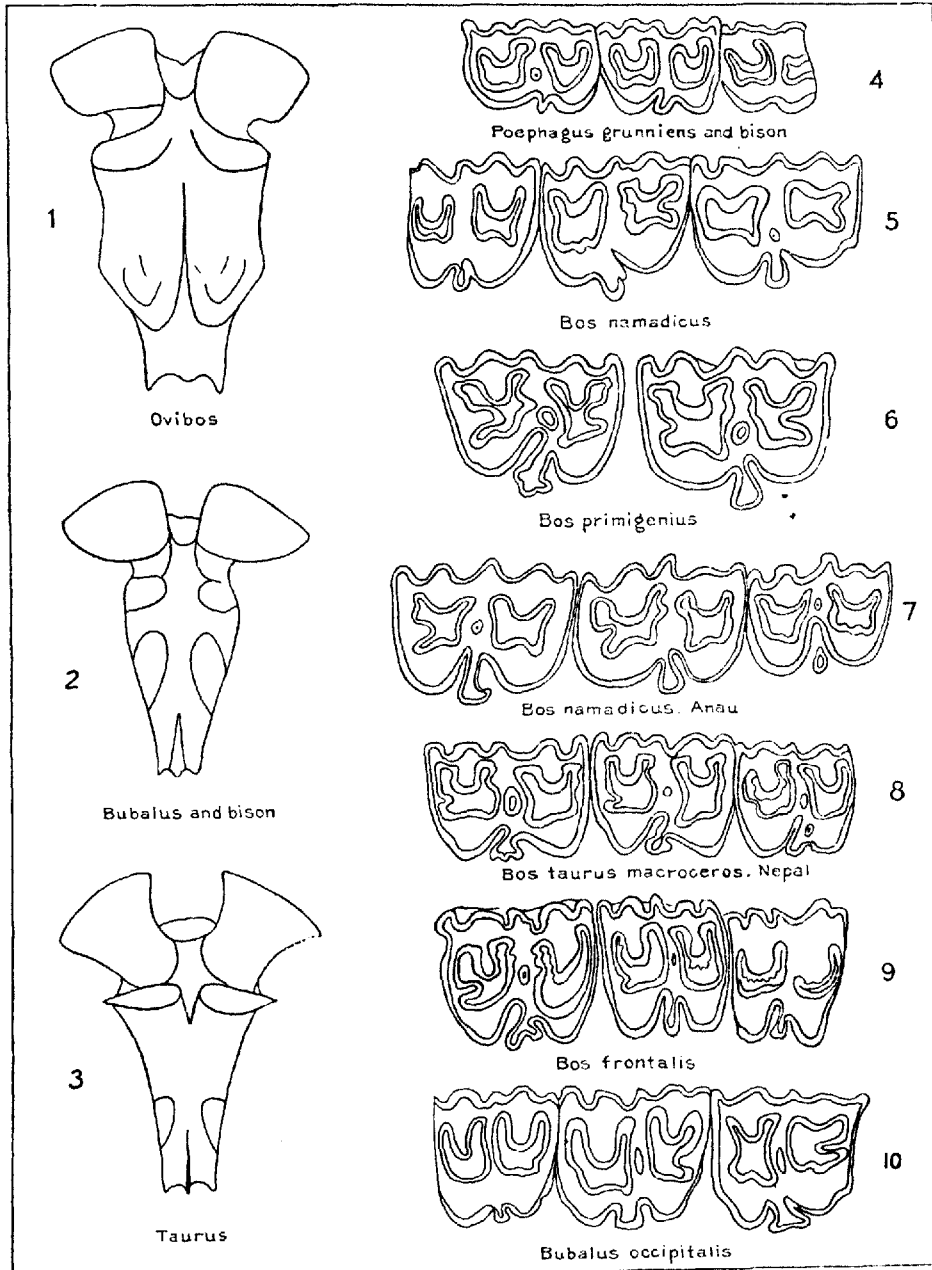 1
Ovibos
2
Bubalus and bison
3
Taurus
4
Poephagus grunniens and bison
5
Bos namadicus
6
Bos primigenius
7
Bos namadicus. Anau
8
Bos taurus macroceros. Nepal
9
Bos frontalis
10
Bubalus occipitalis